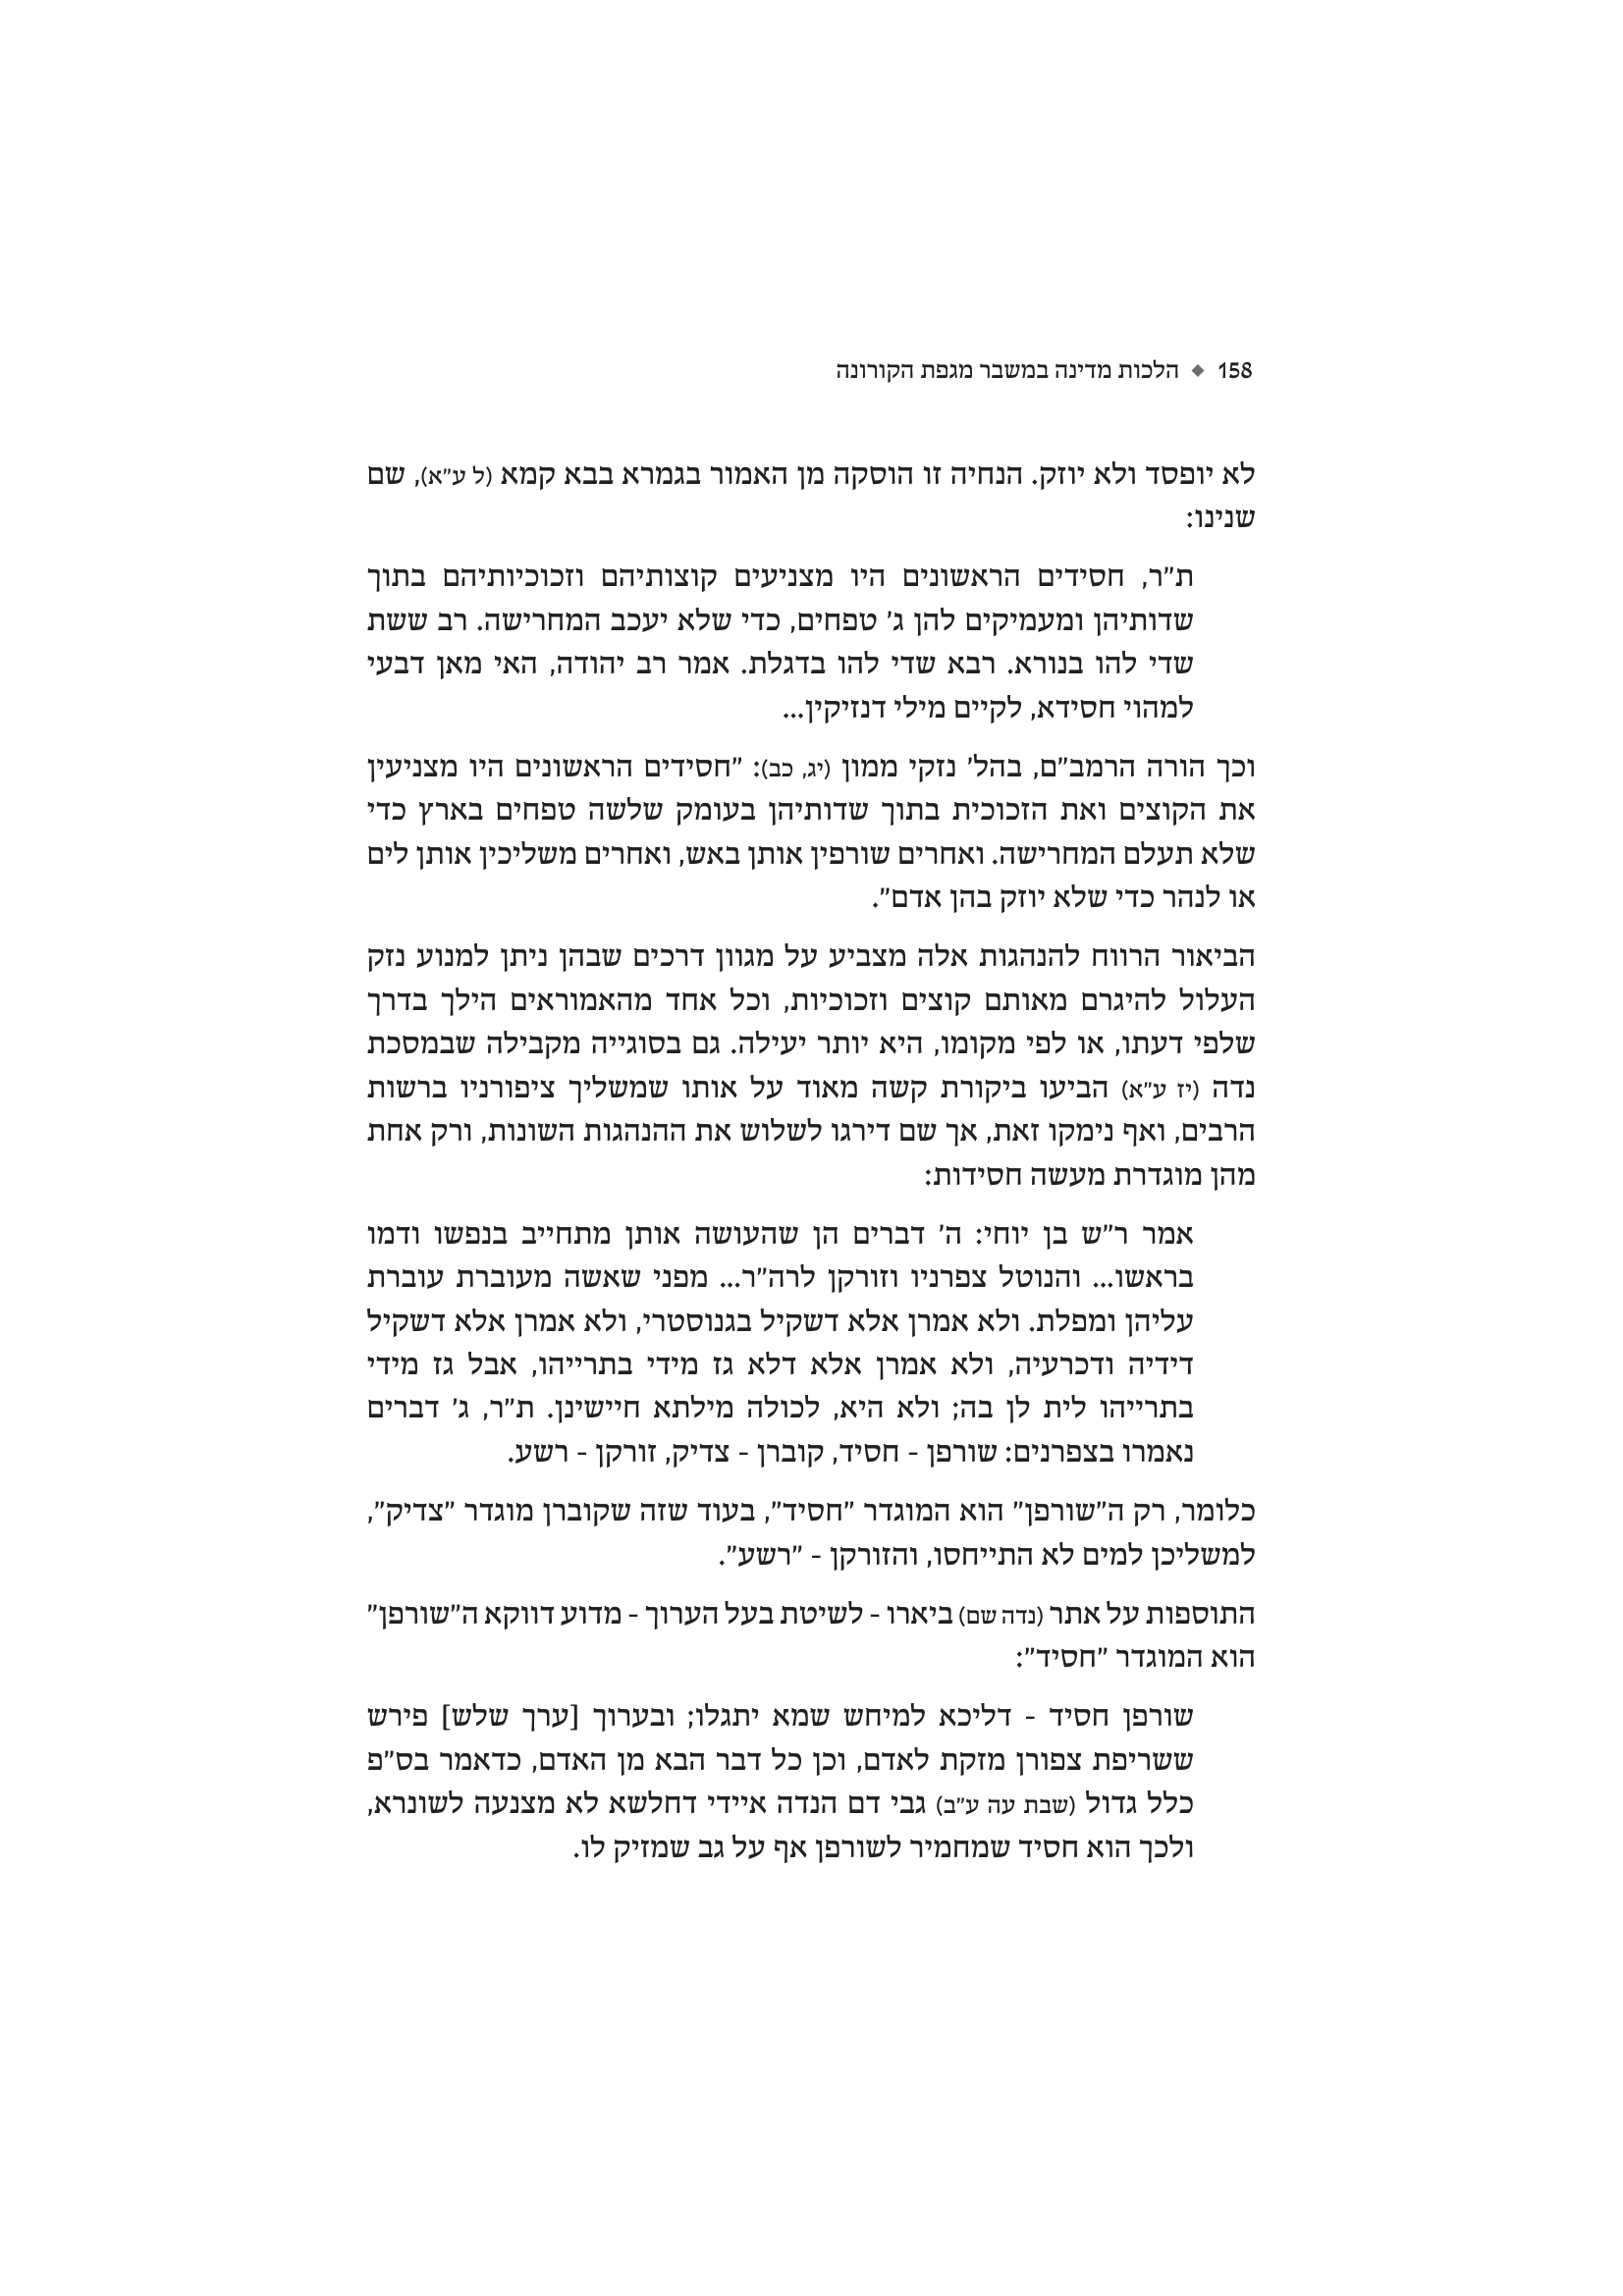 158 ◆ הלכות מדינה במשבר מגפת הקורונה
לא יופסד ולא יוזק. הנחיה זו הוסקה מן האמור בגמרא בבא קמא (ל ע"א), שם
שנינו:
ת"ר, חסידים הראשונים היו מצניעים קוצותיהם וזכוכיותיהם בתוך
שדותיהן ומעמיקים להן ג' טפחים, כדי שלא יעכב המחרישה. רב ששת
שדי להו בנורא. רבא שדי להו בדגלת. אמר רב יהודה, האי מאן דבעי
למהוי חסידא, לקיים מילי דנזיקין...
וכך הורה הרמב"ם, בהל' נזקי ממון (יג, כב): "חסידים הראשונים היו מצניעין
את הקוצים ואת הזכוכית בתוך שדותיהן בעומק שלשה טפחים בארץ כדי
שלא תעלם המחרישה. ואחרים שורפין אותן באש, ואחרים משליכין אותן לים
או לנהר כדי שלא יוזק בהן אדם".
הביאור הרווח להנהגות אלה מצביע על מגוון דרכים שבהן ניתן למנוע נזק
העלול להיגרם מאותם קוצים וזכוכיות, וכל אחד מהאמוראים הילך בדרך
שלפי דעתו, או לפי מקומו, היא יותר יעילה. גם בסוגייה מקבילה שבמסכת
נדה (יז ע"א) הביעו ביקורת קשה מאוד על אותו שמשליך ציפורניו ברשות
הרבים, ואף נימקו זאת, אך שם דירגו לשלוש את ההנהגות השונות, ורק אחת
מהן מוגדרת מעשה חסידות:
אמר ר"ש בן יוחי: ה' דברים הן שהעושה אותן מתחייב בנפשו ודמו
בראשו... והנוטל צפרניו וזורקן לרה"ר... מפני שאשה מעוברת עוברת
עליהן ומפלת. ולא אמרן אלא דשקיל בגנוסטרי, ולא אמרן אלא דשקיל
דידיה ודכרעיה, ולא אמרן אלא דלא גז מידי בתרייהו, אבל גז מידי
בתרייהו לית לן בה; ולא היא, לכולה מילתא חיישינן. ת"ר, ג' דברים
נאמרו בצפרנים: שורפן - חסיד, קוברן - צדיק, זורקן - רשע.
כלומר, רק ה"שורפן" הוא המוגדר "חסיד", בעוד שזה שקוברן מוגדר "צדיק",
למשליכן למים לא התייחסו, והזורקן - "רשע".
התוספות על אתר (נדה שם) ביארו - לשיטת בעל הערוך - מדוע דווקא ה"שורפן"
הוא המוגדר "חסיד":
שורפן חסיד - דליכא למיחש שמא יתגלו; ובערוך [ערך שלש] פירש
ששריפת צפורן מזקת לאדם, וכן כל דבר הבא מן האדם, כדאמר בס"פ
כלל גדול (שבת עה ע"ב) גבי דם הנדה איידי דחלשא לא מצנעה לשונרא,
ולכך הוא חסיד שמחמיר לשורפן אף על גב שמזיק לו.